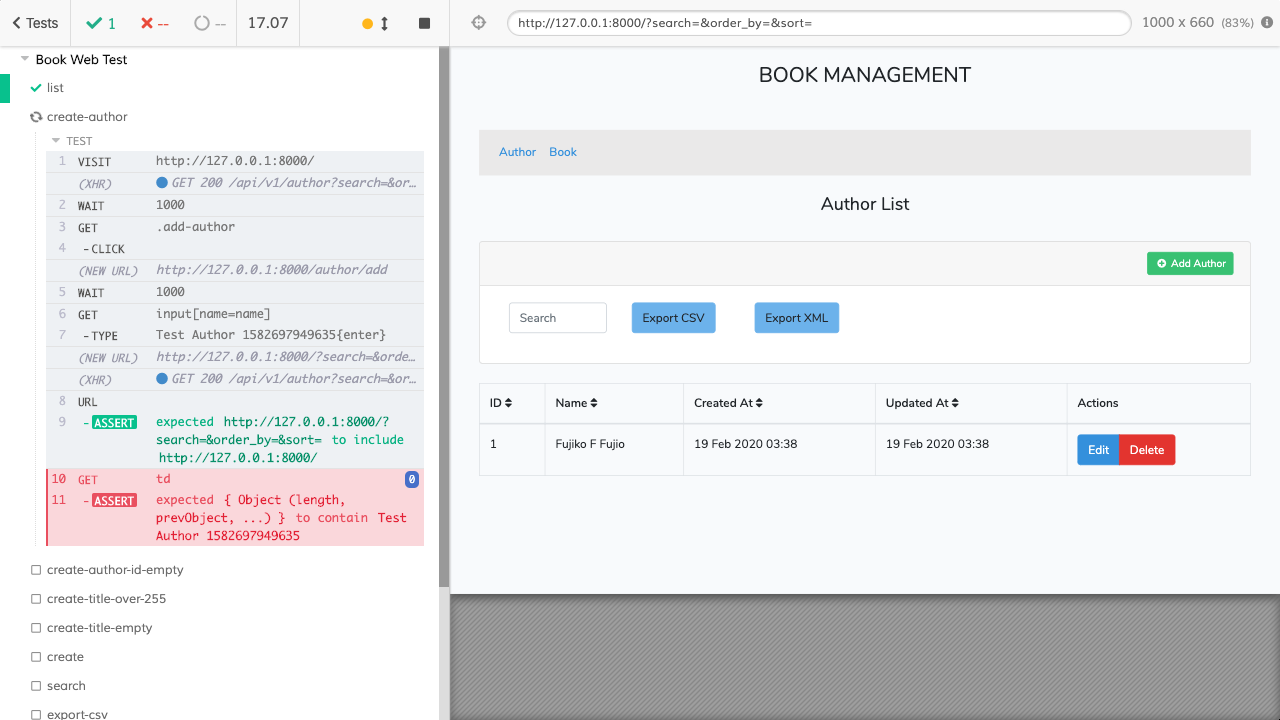 Tests
1
--
--
17.07
http://127.0.0.1:8000/?search=&order_by=&sort=
1000 x 660 (83%)
Book Web Test
list
create-author
TEST
1 VISIT http://127.0.0.1:8000/
(XHR) GET 200 /api/v1/author?search=&or…
2 WAIT 1000
3 GET .add-author
4 -CLICK
(NEW URL) http://127.0.0.1:8000/author/add
5 WAIT 1000
6 GET input[name=name]
7 -TYPE Test Author 1582697949635{enter}
(NEW URL) http://127.0.0.1:8000/?search=&orde…
(XHR) GET 200 /api/v1/author?search=&or…
8 URL
9 -ASSERT expected http://127.0.0.1:8000/?
search=&order_by=&sort= to include
http://127.0.0.1:8000/
10 GET td 0
11 -ASSERT expected { Object (length,
prevObject, ...) } to contain Test
Author 1582697949635
create-author-id-empty
create-title-over-255
create-title-empty
create
search
export-csv
BOOK MANAGEMENT
Author Book
Author List
Add Author
Search Export CSV Export XML
ID Name Created At Updated At Actions
1 Fujiko F Fujio 19 Feb 2020 03:38 19 Feb 2020 03:38 Edit Delete